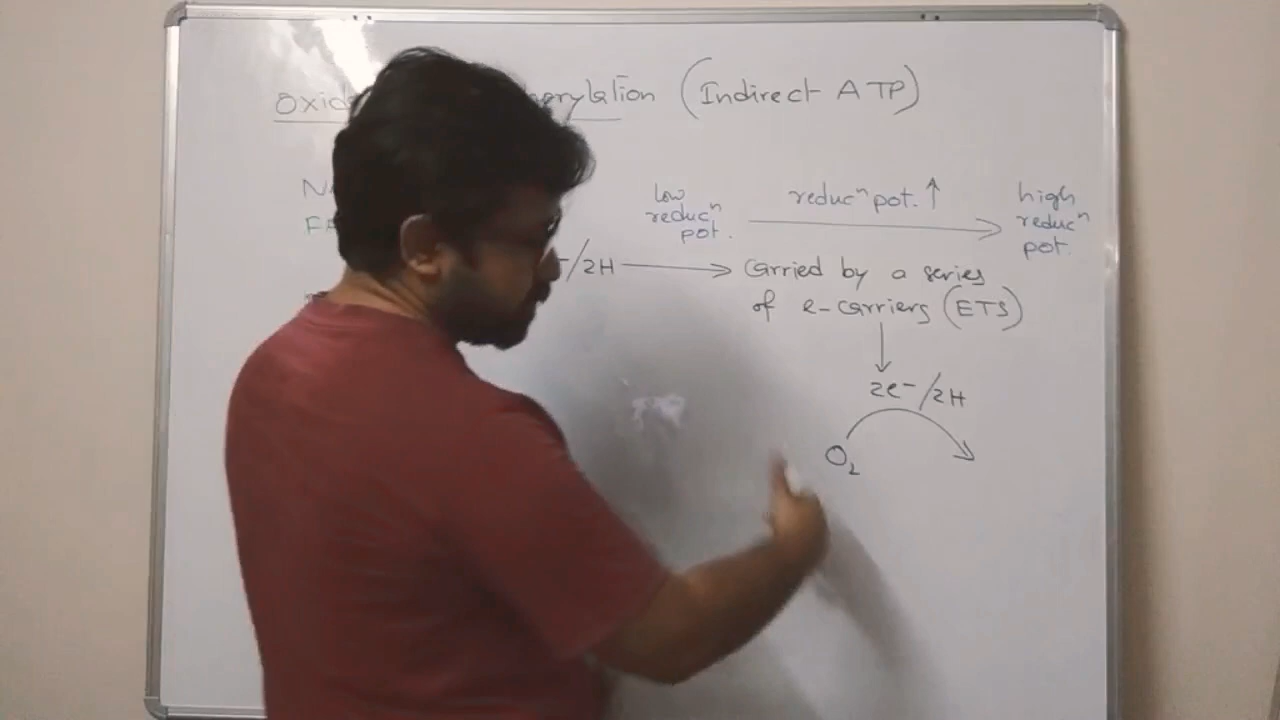 Oxid orylation (Indirect ATP)
low reducⁿ pot.
reducⁿ pot. ↑
high reducⁿ pot.
/2H → Carried by a series
of e-carriers (ETS)
↓
2e⁻/2H
O₂